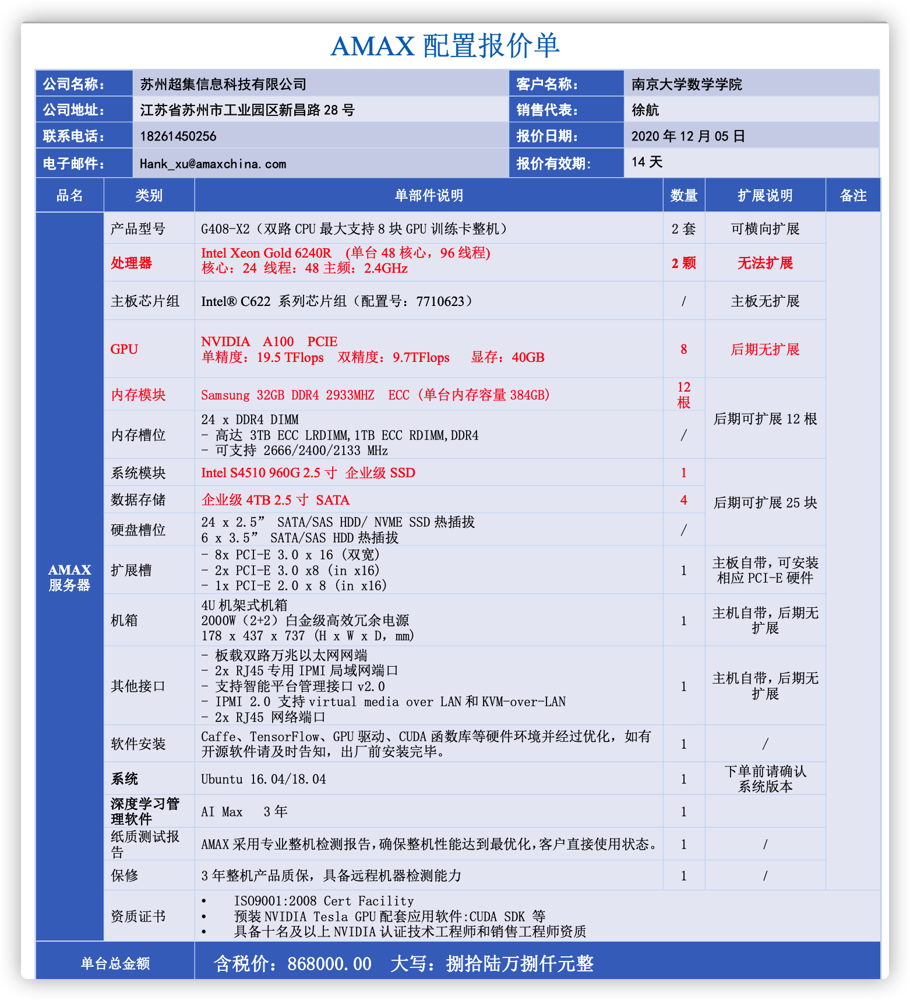 AMAX 配置报价单
公司名称： 苏州超集信息科技有限公司 客户名称： 南京大学数学学院
公司地址： 江苏省苏州市工业园区新昌路 28 号 销售代表： 徐航
联系电话： 18261450256 报价日期： 2020 年 12 月 05 日
电子邮件： Hank_xu@amaxchina.com 报价有效期: 14 天
品名 类别 单部件说明 数量 扩展说明 备注
AMAX
服务器
产品型号 G408-X2（双路 CPU 最大支持 8 块 GPU 训练卡整机） 2 套 可横向扩展
处理器 Intel Xeon Gold 6240R (单台 48 核心，96 线程)
核心：24 线程：48 主频：2.4GHz
2 颗 无法扩展
主板芯片组 Intel® C622 系列芯片组（配置号：7710623） / 主板无扩展
GPU NVIDIA A100 PCIE
单精度：19.5 TFlops 双精度：9.7TFlops 显存：40GB
8 后期无扩展
内存模块 Samsung 32GB DDR4 2933MHZ ECC (单台内存容量 384GB)
12
根
后期可扩展 12 根
内存槽位 24 x DDR4 DIMM
- 高达 3TB ECC LRDIMM,1TB ECC RDIMM,DDR4
- 可支持 2666/2400/2133 MHz
/
系统模块 Intel S4510 960G 2.5 寸 企业级 SSD 1
后期可扩展 25 块
数据存储 企业级 4TB 2.5 寸 SATA 4
硬盘槽位 24 x 2.5” SATA/SAS HDD/ NVME SSD 热插拔
6 x 3.5” SATA/SAS HDD 热插拔
/
扩展槽 - 8x PCI-E 3.0 x 16 (双宽)
- 2x PCI-E 3.0 x8 (in x16)
- 1x PCI-E 2.0 x 8 (in x16)
1
主板自带,可安装
相应 PCI-E 硬件
机箱 4U 机架式机箱
2000W（2+2）白金级高效冗余电源
178 x 437 x 737 (H x W x D, mm)
1
主机自带,后期无
扩展
其他接口 - 板载双路万兆以太网网端
- 2x RJ45 专用 IPMI 局域网端口
- 支持智能平台管理接口 v2.0
- IPMI 2.0 支持 virtual media over LAN 和 KVM-over-LAN
- 2x RJ45 网络端口
1
主机自带,后期无
扩展
软件安装 Caffe、TensorFlow、GPU 驱动、CUDA 函数库等硬件环境并经过优化，如有
开源软件请及时告知，出厂前安装完毕。
1 /
系统 Ubuntu 16.04/18.04 1
下单前请确认
系统版本
深度学习管
理软件
AI Max 3 年 1
纸质测试报
告
AMAX 采用专业整机检测报告,确保整机性能达到最优化,客户直接使用状态。 1 /
保修 3 年整机产品质保，具备远程机器检测能力 1 /
资质证书 • ISO9001:2008 Cert Facility
• 预装 NVIDIA Tesla GPU 配套应用软件:CUDA SDK 等
• 具备十名及以上 NVIDIA 认证技术工程师和销售工程师资质
单台总金额 含税价：868000.00 大写：捌拾陆万捌仟元整